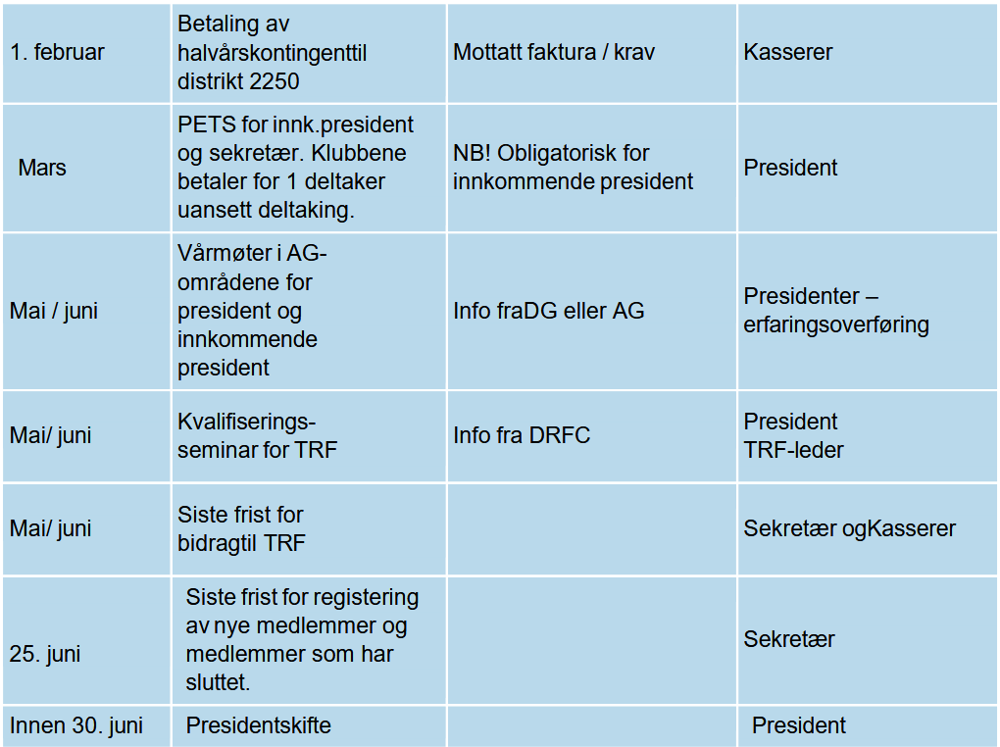 1. februar
Betaling av
halvårskontingenttil
distrikt 2250
Mottatt faktura / krav
Kasserer
Mars
PETS for innk.president
og sekretær. Klubbene
betaler for 1 deltaker
uansett deltaking.
NB! Obligatorisk for
innkommende president
President
Mai / juni
Vårmøter i AG-
områdene for
president og
innkommende
president
Info fraDG eller AG
Presidenter –
erfaringsoverføring
Mai/ juni
Kvalifiserings-
seminar for TRF
Info fra DRFC
President
TRF-leder
Mai/ juni
Siste frist for
bidragtil TRF
Sekretær ogKasserer
25. juni
Siste frist for registering
av nye medlemmer og
medlemmer som har
sluttet.
Sekretær
Innen 30. juni
Presidentskifte
President